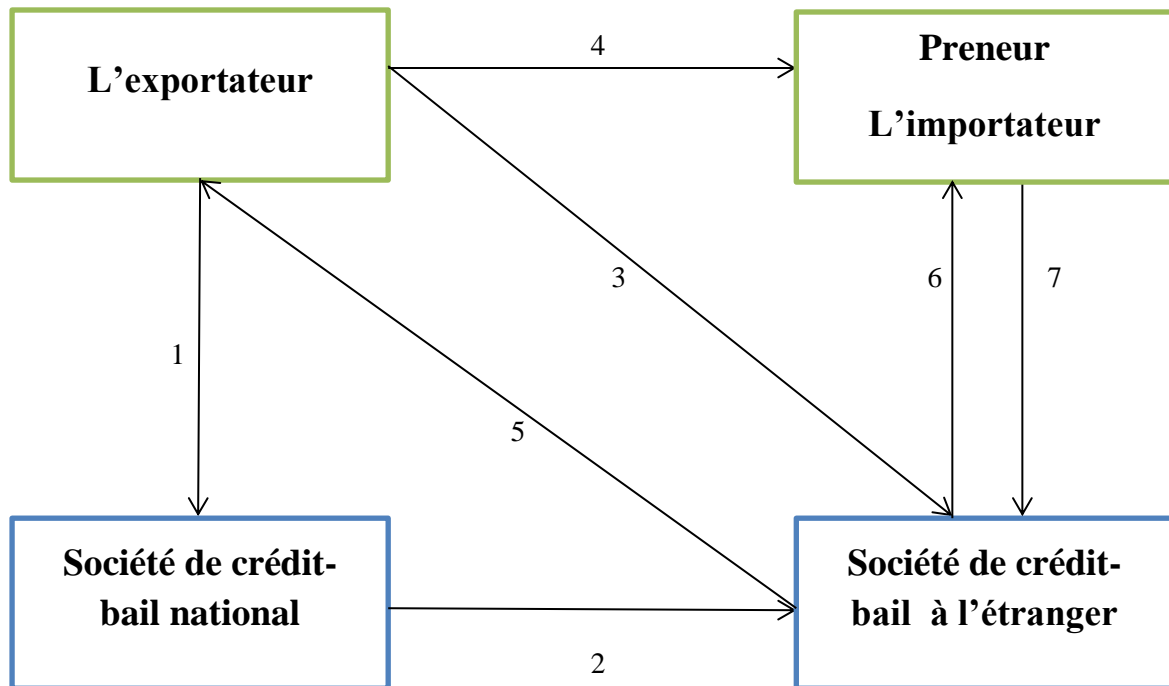 L’exportateur
4
Preneur
L’importateur
3
6
7
1
5
Société de crédit-
bail national
2
Société de crédit-
bail à l’étranger